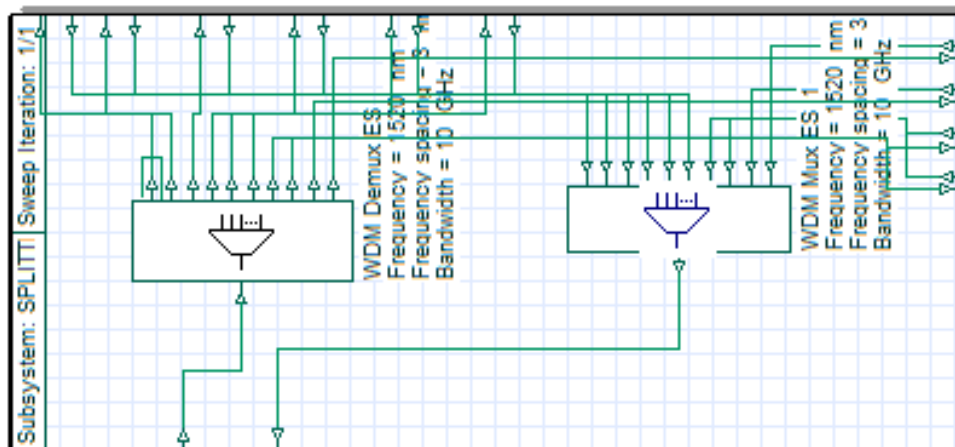 Sweep Iteration: 1/1
Subsystem: SPLITTI
WDM Demux ES
Frequency = 1520 nm
Frequency spacing = 3
Bandwidth = 10 GHz
WDM Mux ES 1
Frequency = 1520 nm
Frequency spacing = 3
Bandwidth = 10 GHz